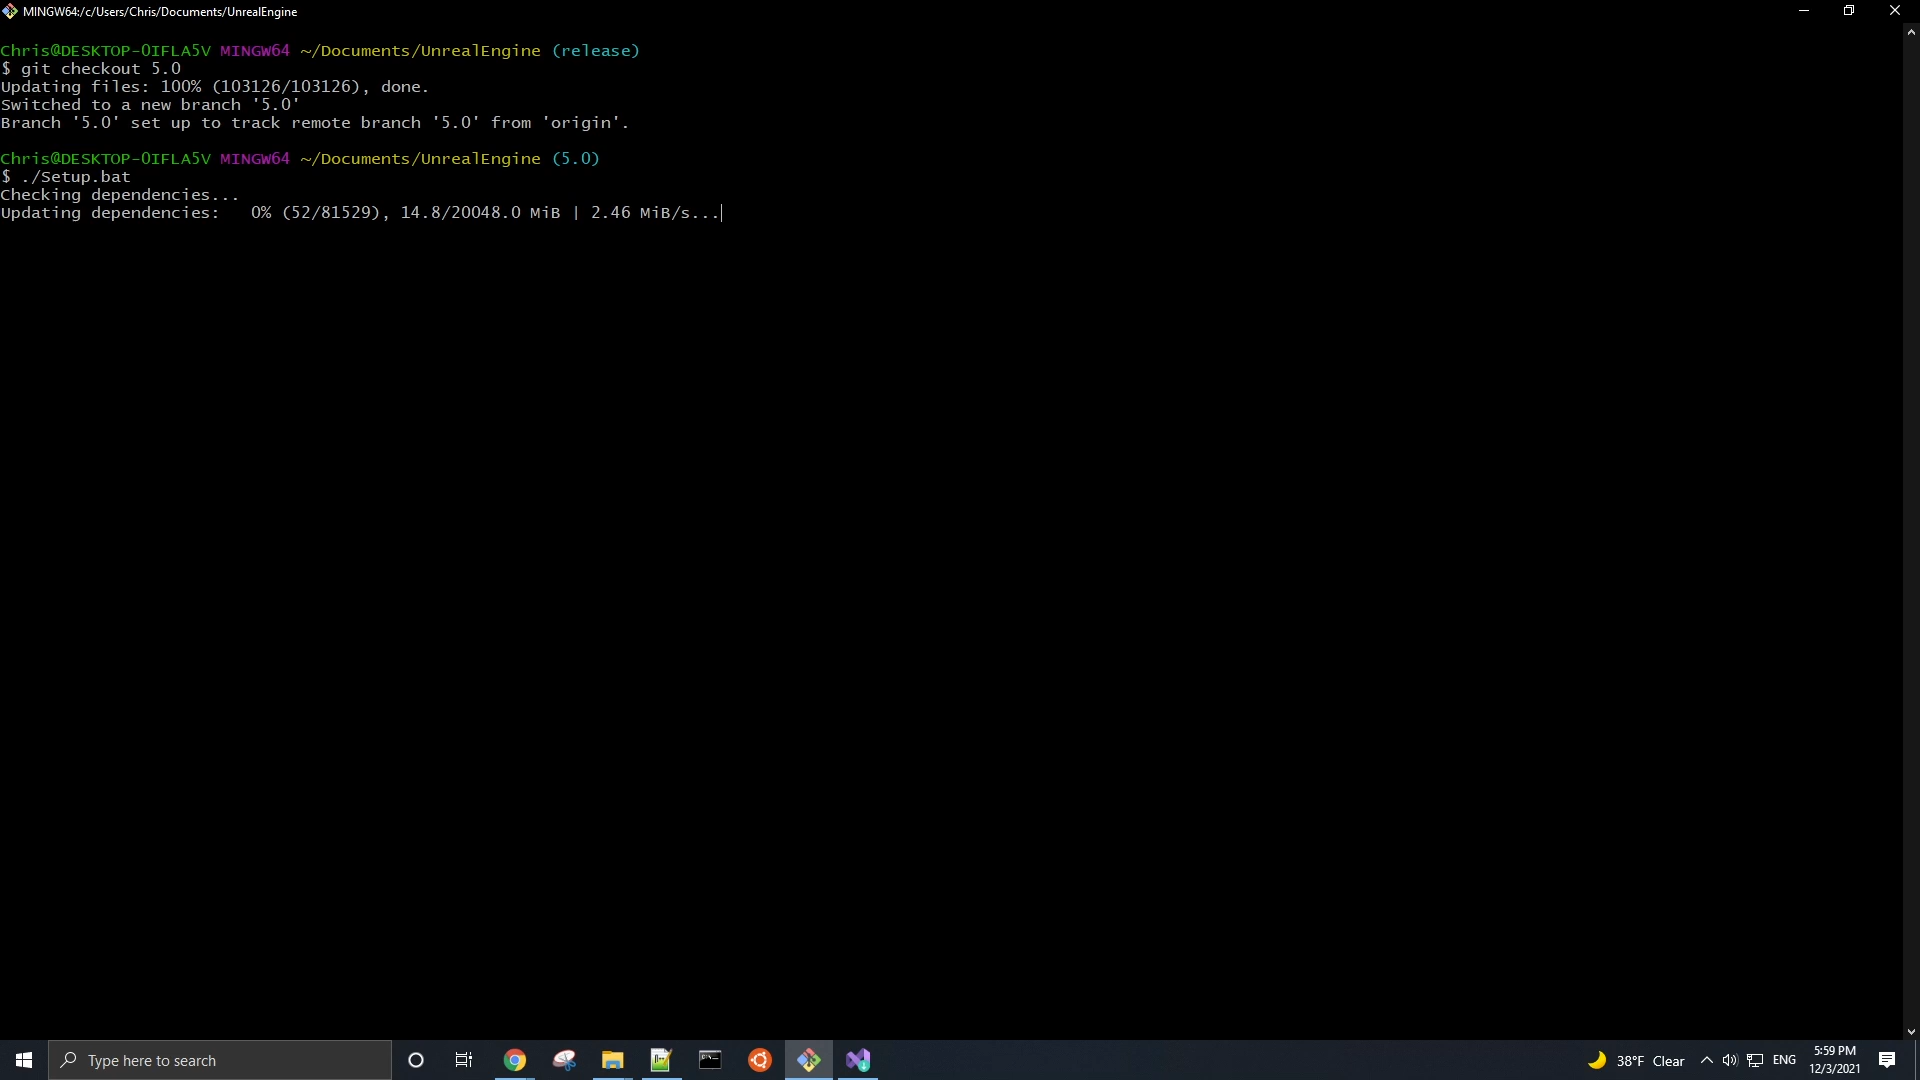 MINGW64:/c/Users/Chris/Documents/UnrealEngine
Chris@DESKTOP-OIFLA5V MINGW64 ~/Documents/UnrealEngine (release)
$ git checkout 5.0
Updating files: 100% (103126/103126), done.
Switched to a new branch '5.0'
Branch '5.0' set up to track remote branch '5.0' from 'origin'.
Chris@DESKTOP-OIFLA5V MINGW64 ~/Documents/UnrealEngine (5.0)
$ ./Setup.bat
Checking dependencies...
Updating dependencies:   0% (52/81529), 14.8/20048.0 MiB | 2.46 MiB/s...
Type here to search
38°F Clear
ENG
5:59 PM
12/3/2021